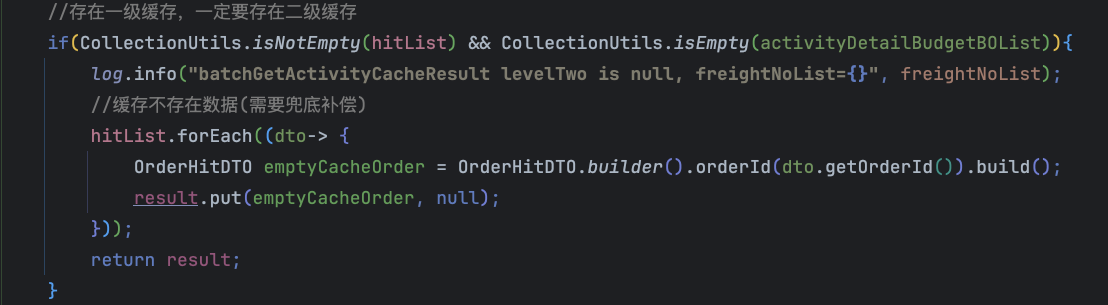 //存在一级缓存，一定要存在二级缓存
if(CollectionUtils.isNotEmpty(hitList) && CollectionUtils.isEmpty(activityDetailBudgetBOList)){
log.info("batchGetActivityCacheResult levelTwo is null, freightNoList={}", freightNoList);
//缓存不存在数据(需要兜底补偿)
hitList.forEach((dto-> {
OrderHitDTO emptyCacheOrder = OrderHitDTO.builder().orderId(dto.getOrderId()).build();
result.put(emptyCacheOrder, null);
}));
return result;
}